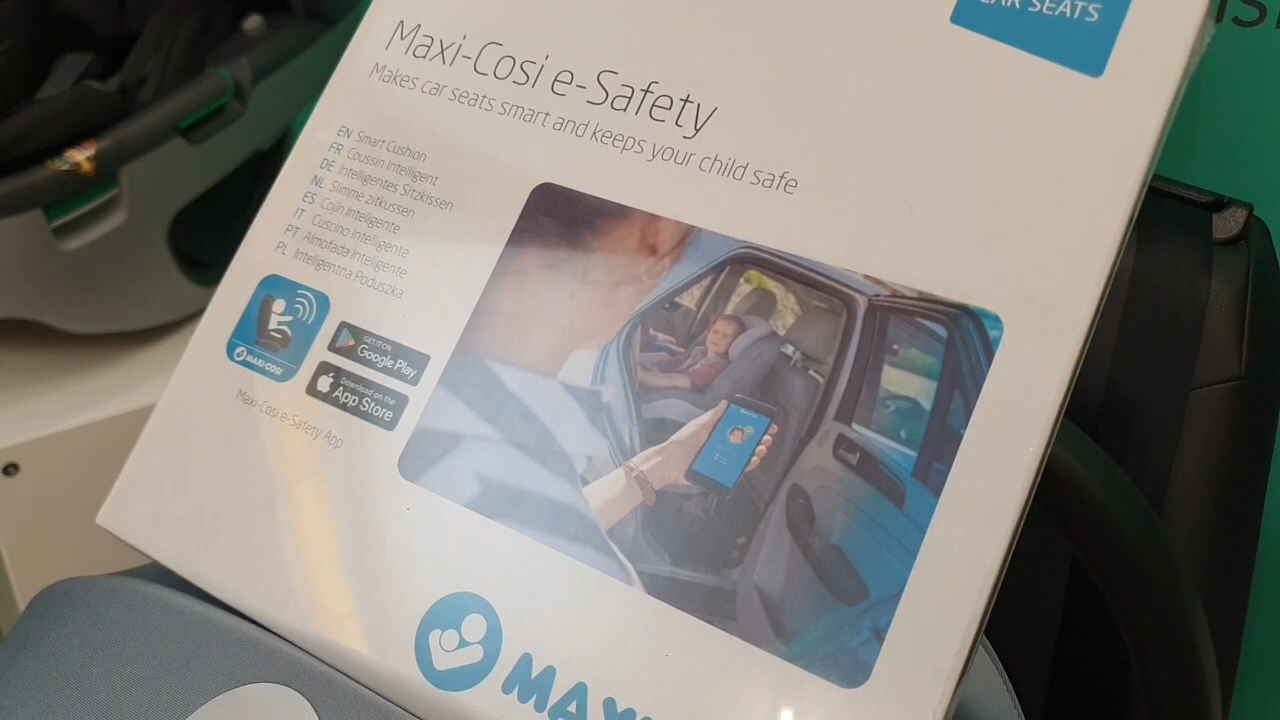 CAR SEATS
Maxi-Cosi e-Safety
Makes car seats smart and keeps your child safe
EN Smart Cushion
FR Coussin Intelligent
DE Intelligentes Sitzkissen
NL Slimme zitkussen
ES Cojín Inteligente
IT Cuscino Intelligente
PT Almofada Inteligente
PL Inteligentna Poduszka
MAXI-COSI
GET IT ON
Google Play
Download on the
App Store
Maxi-Cosi e-Safety App
MAXI